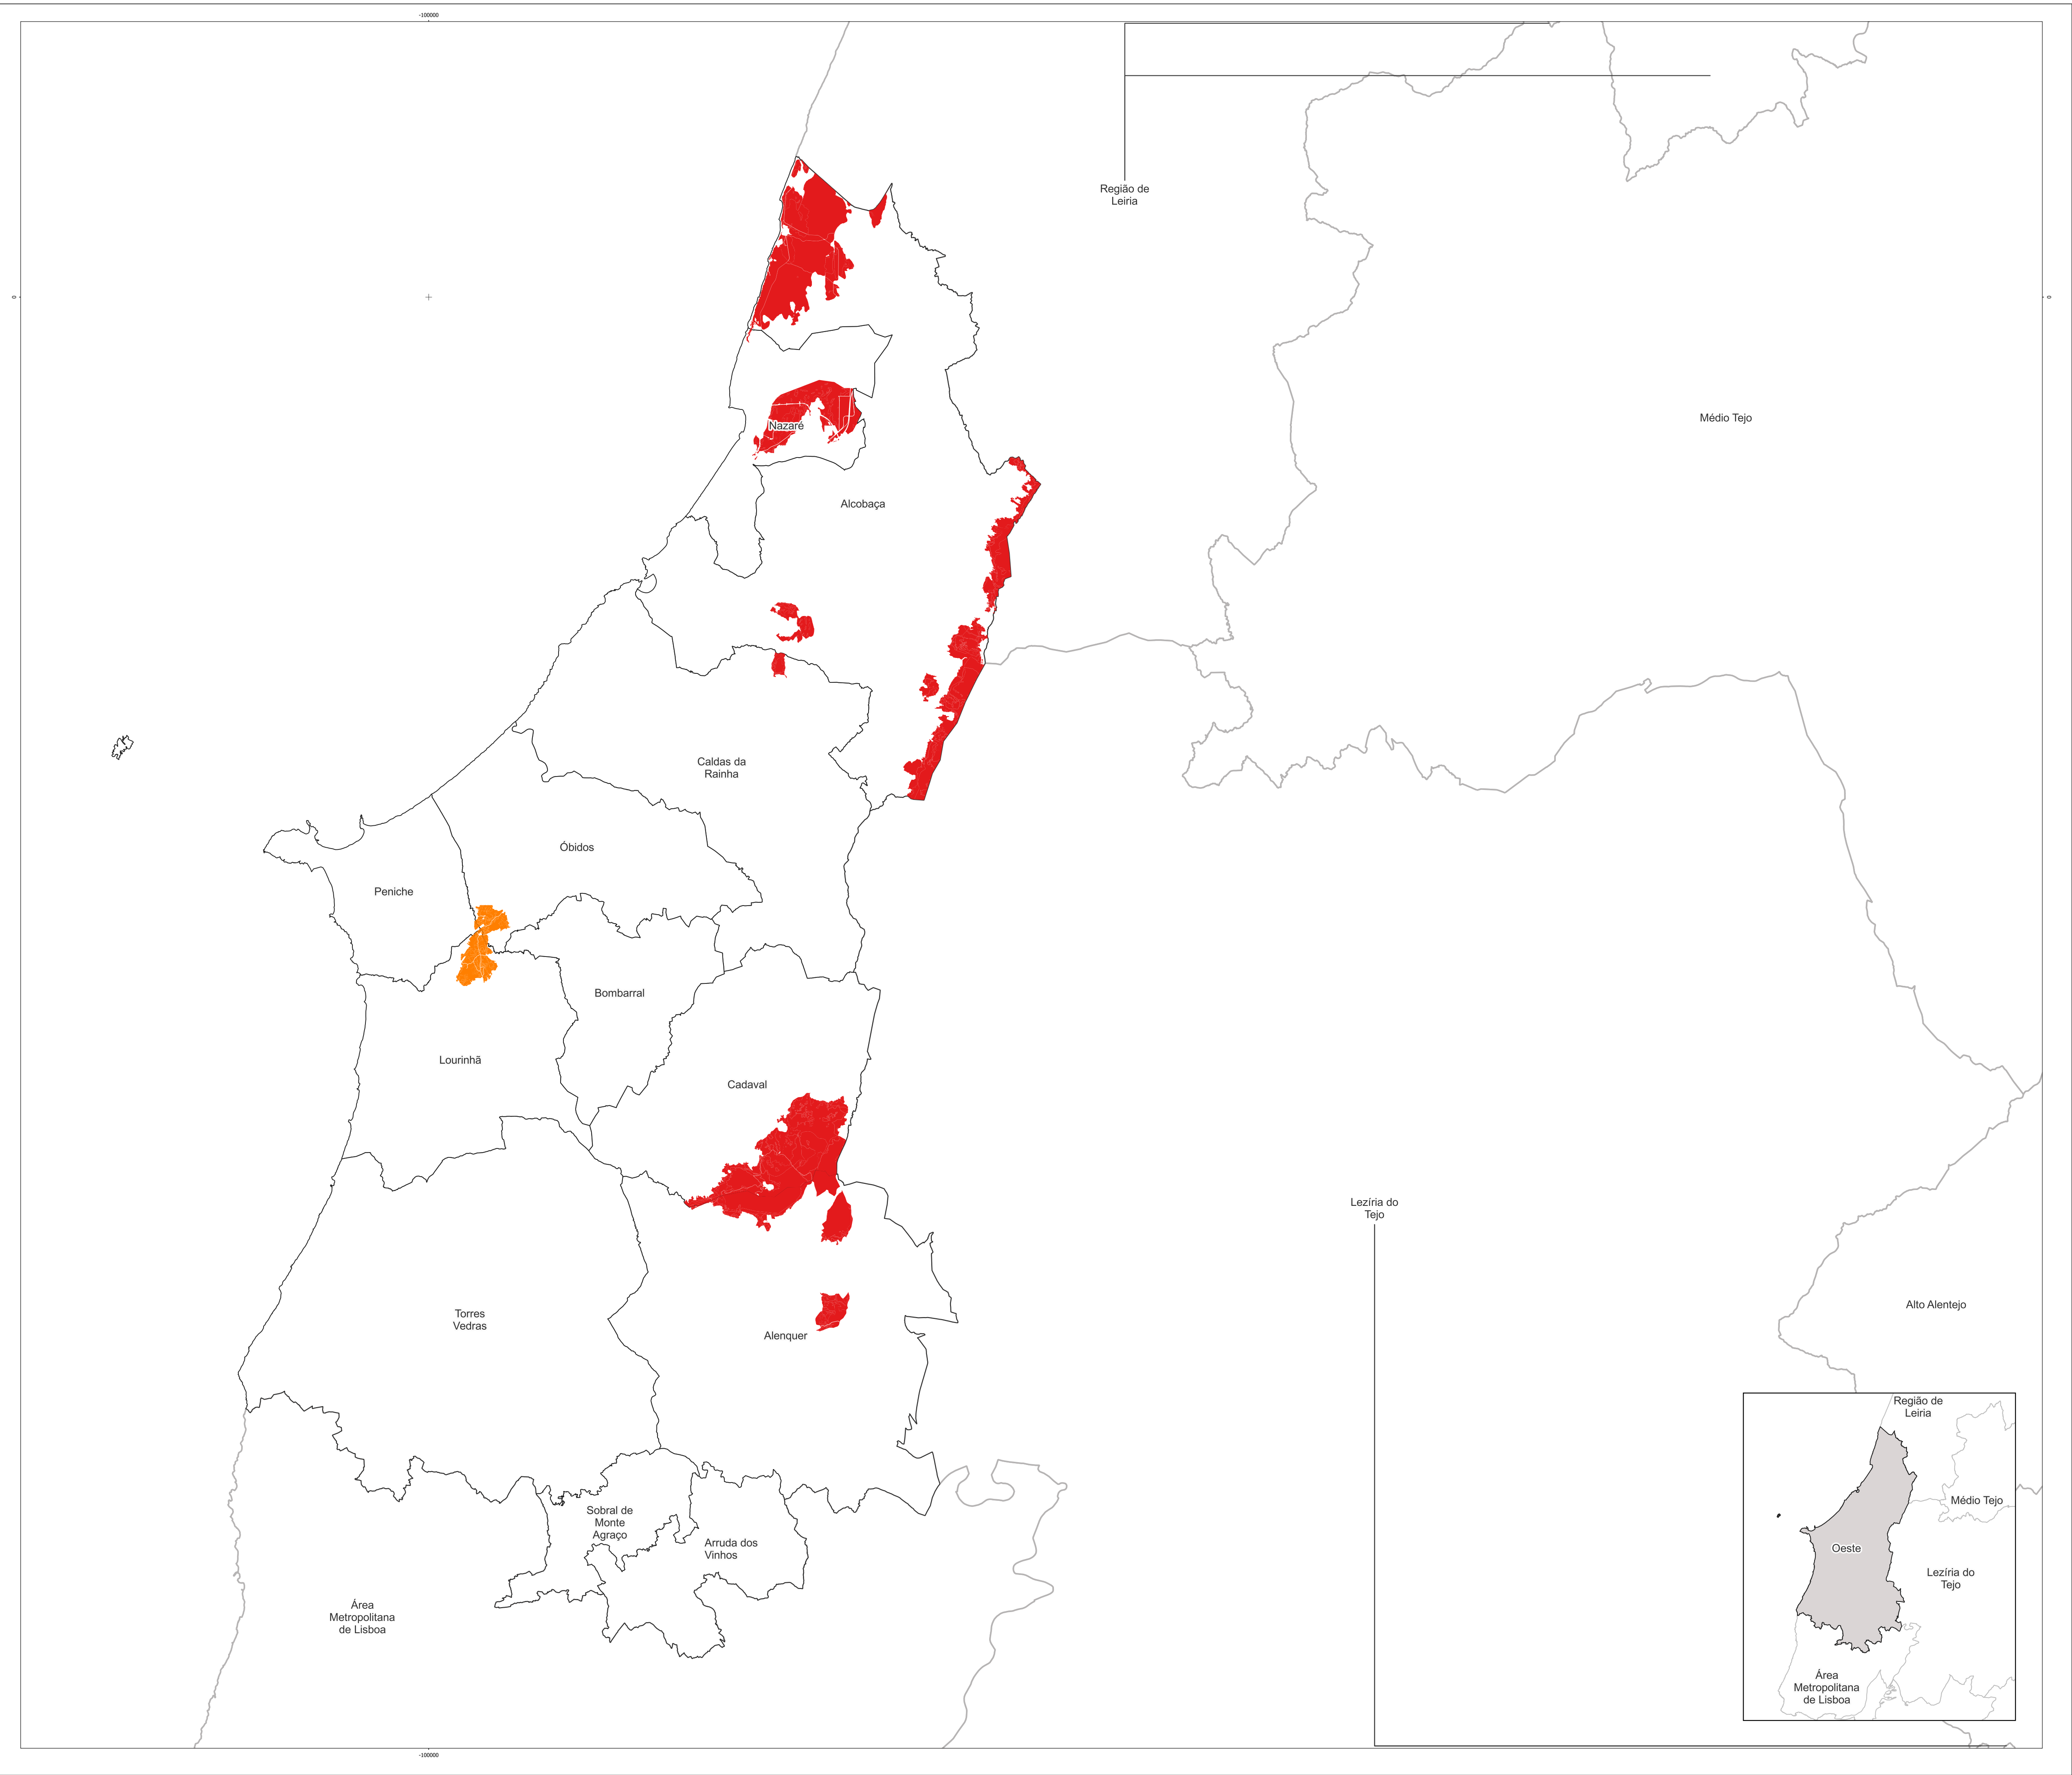 -100000
Região de
Leiria
0
0
Médio Tejo
Nazaré
Alcobaça
Caldas da
Rainha
Óbidos
Peniche
Bombarral
Lourinhã
Cadaval
Lezíria do
Tejo
Torres
Vedras
Alenquer
Alto Alentejo
Sobral de
Monte
Agraço
Arruda dos
Vinhos
Área
Metropolitana
de Lisboa
Região de
Leiria
Médio Tejo
Oeste
Lezíria do
Tejo
Área
Metropolitana
de Lisboa
-100000